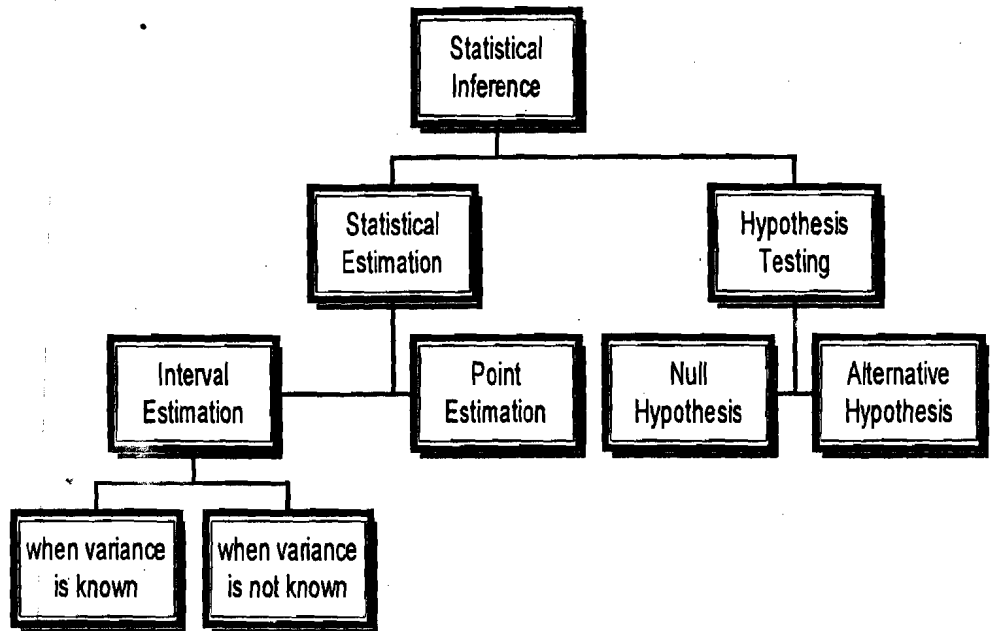 Statistical
Inference
Statistical
Estimation
Hypothesis
Testing
Interval
Estimation
Point
Estimation
Null
Hypothesis
Alternative
Hypothesis
when variance
is known
when variance
is not known